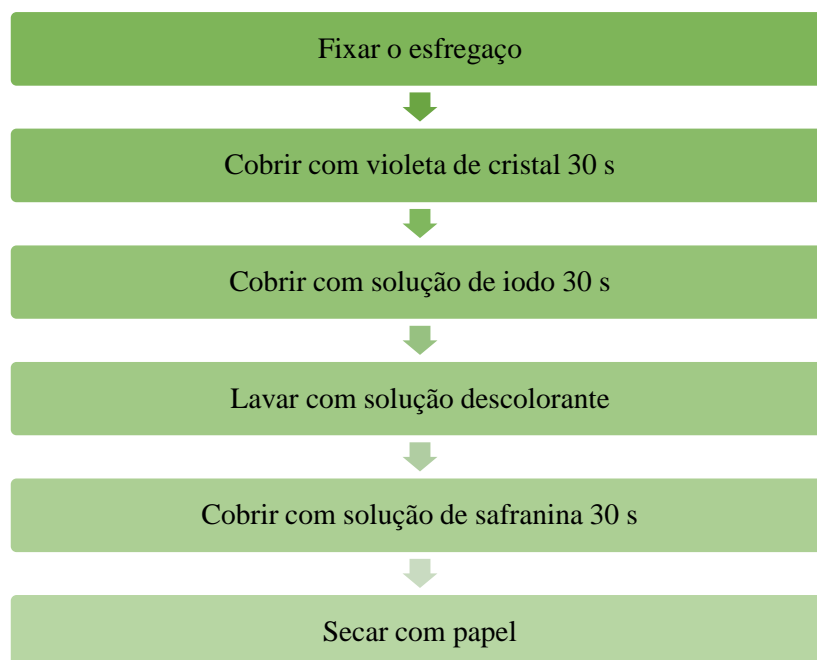 Fixar o esfregaço
Cobrir com violeta de cristal 30 s
Cobrir com solução de iodo 30 s
Lavar com solução descolorante
Cobrir com solução de safranina 30 s
Secar com papel